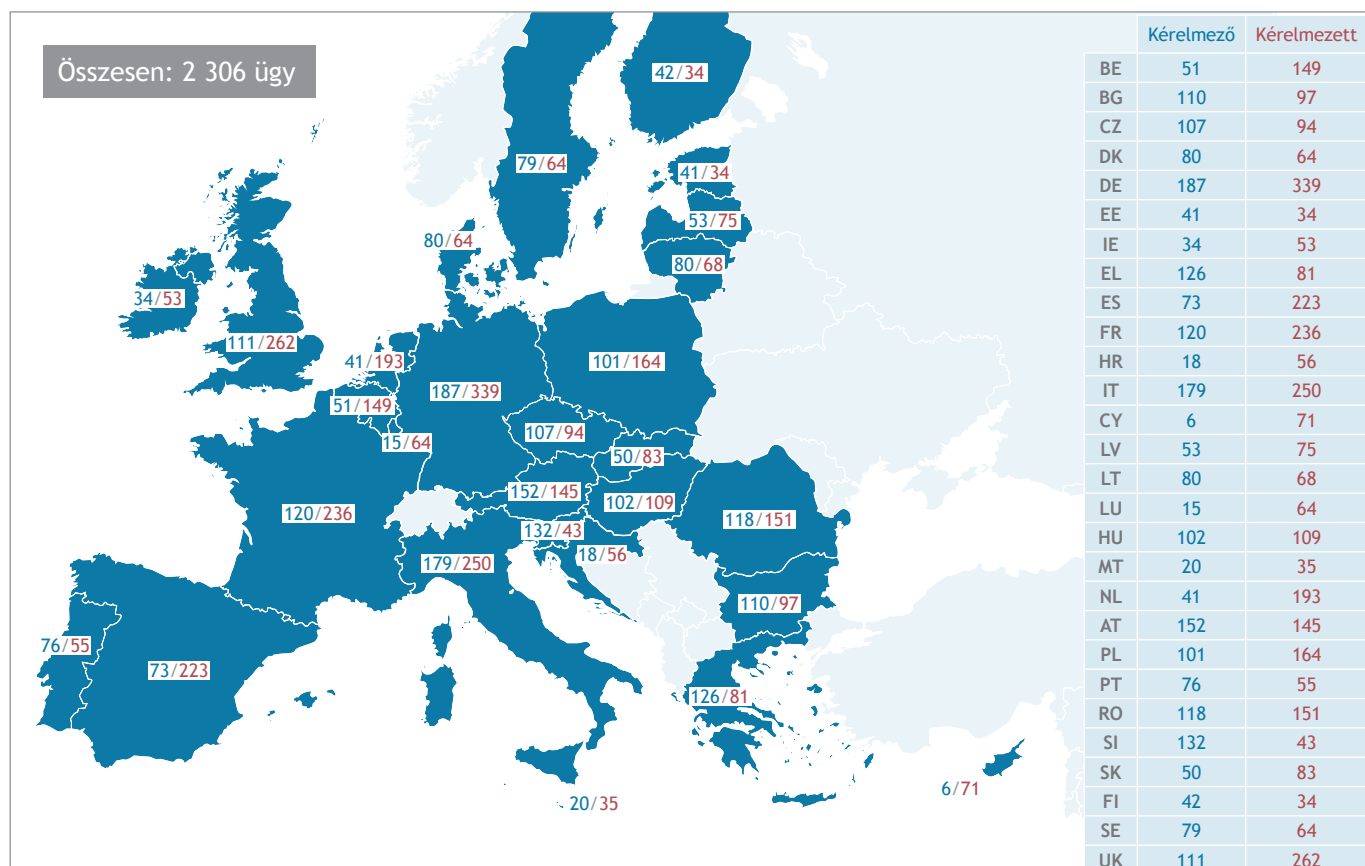 Összesen: 2 306 ügy
42/34
79/64
41/34
53/75
80/64
80/68
34/53
111/262
41/193
101/164
187/339
51/149
107/94
15/64
50/83
152/145
102/109
120/236
118/151
132/43
18/56
179/250
110/97
76/55
73/223
126/81
6/71
20/35
Kérelmező Kérelmezett
BE 51 149
BG 110 97
CZ 107 94
DK 80 64
DE 187 339
EE 41 34
IE 34 53
EL 126 81
ES 73 223
FR 120 236
HR 18 56
IT 179 250
CY 6 71
LV 53 75
LT 80 68
LU 15 64
HU 102 109
MT 20 35
NL 41 193
AT 152 145
PL 101 164
PT 76 55
RO 118 151
SI 132 43
SK 50 83
FI 42 34
SE 79 64
UK 111 262